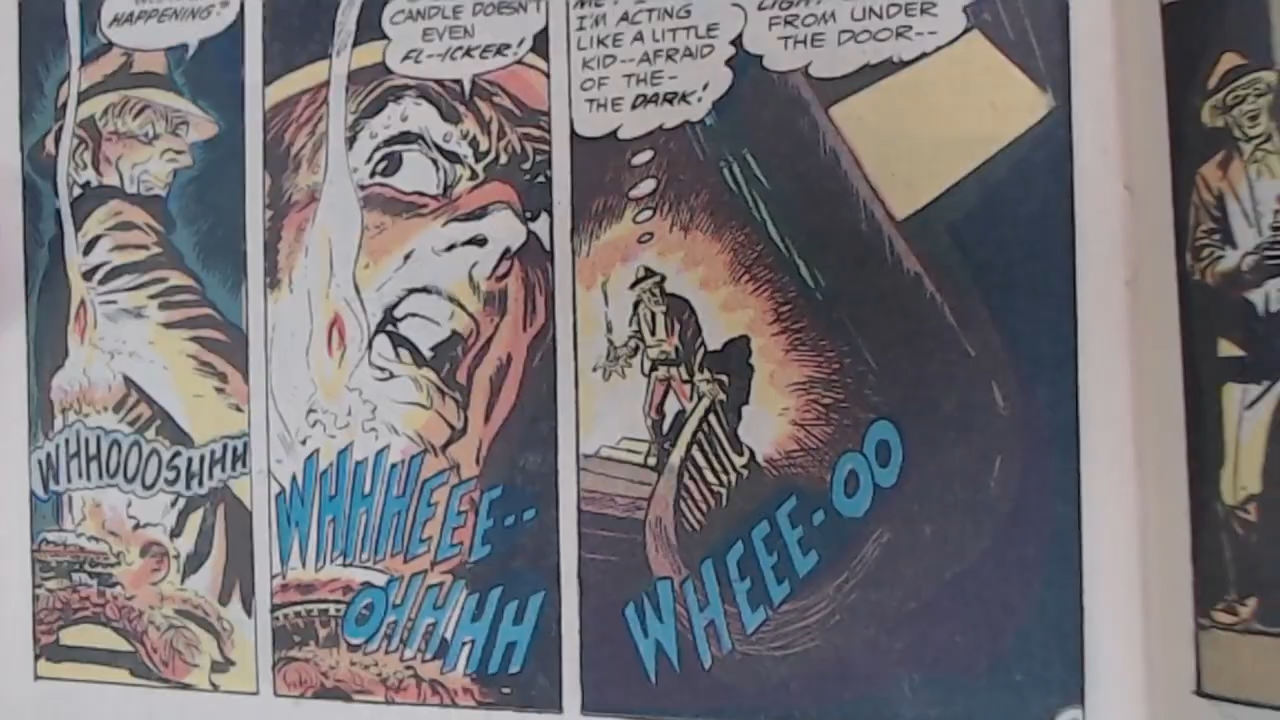 HAPPENING?
WHHOOOSHHH
CANDLE DOESN'T
EVEN
FL--ICKER!
WHHHEEE--
OHHHH
I'M ACTING
LIKE A LITTLE
KID--AFRAID
OF THE-
THE DARK!
FROM UNDER
THE DOOR--
WHEEE-OO